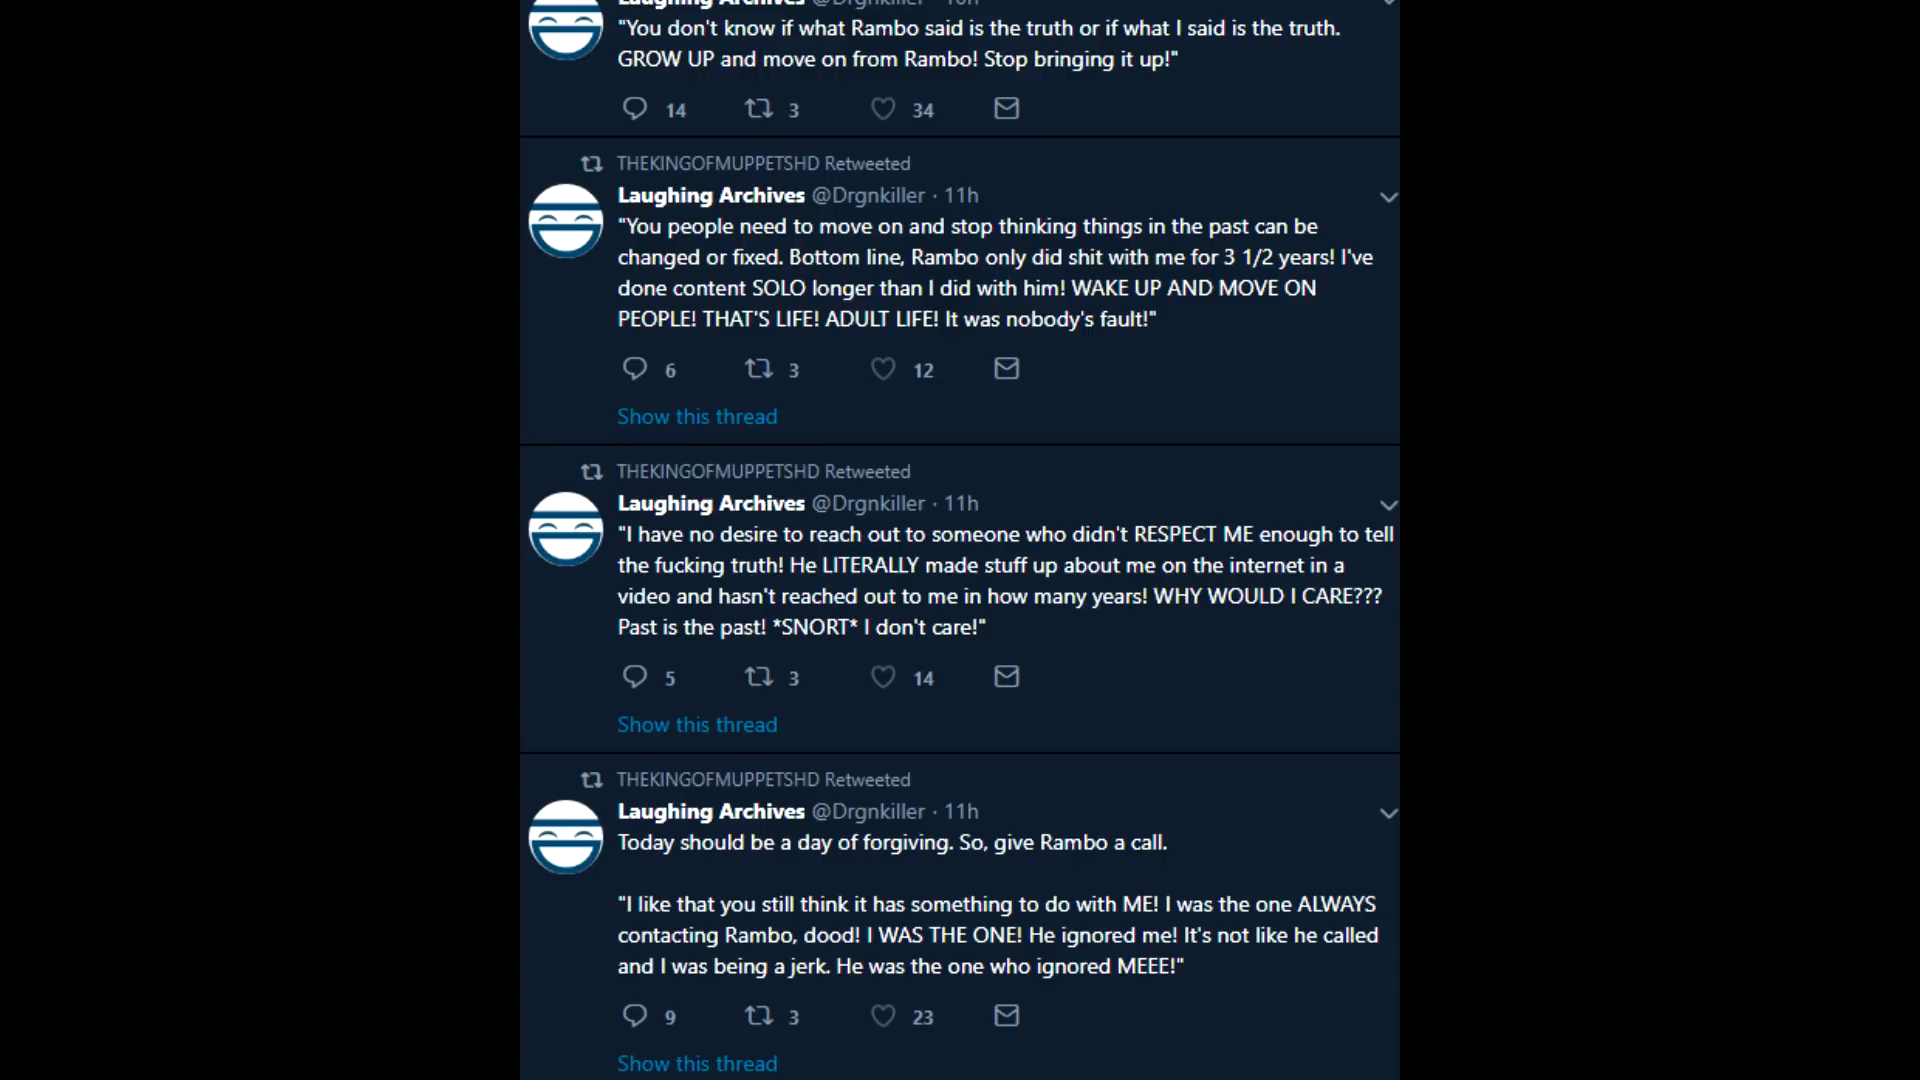 Laughing Archives @Drgnkiller · 10h
"You don't know if what Rambo said is the truth or if what I said is the truth.
GROW UP and move on from Rambo! Stop bringing it up!"
14 3 34
THEKINGOFMUPPETSHD Retweeted
Laughing Archives @Drgnkiller · 11h
"You people need to move on and stop thinking things in the past can be
changed or fixed. Bottom line, Rambo only did shit with me for 3 1/2 years! I've
done content SOLO longer than I did with him! WAKE UP AND MOVE ON
PEOPLE! THAT'S LIFE! ADULT LIFE! It was nobody's fault!"
6 3 12
Show this thread
THEKINGOFMUPPETSHD Retweeted
Laughing Archives @Drgnkiller · 11h
"I have no desire to reach out to someone who didn't RESPECT ME enough to tell
the fucking truth! He LITERALLY made stuff up about me on the internet in a
video and hasn't reached out to me in how many years! WHY WOULD I CARE???
Past is the past! *SNORT* I don't care!"
5 3 14
Show this thread
THEKINGOFMUPPETSHD Retweeted
Laughing Archives @Drgnkiller · 11h
Today should be a day of forgiving. So, give Rambo a call.
"I like that you still think it has something to do with ME! I was the one ALWAYS
contacting Rambo, dood! I WAS THE ONE! He ignored me! It's not like he called
and I was being a jerk. He was the one who ignored MEEE!"
9 3 23
Show this thread